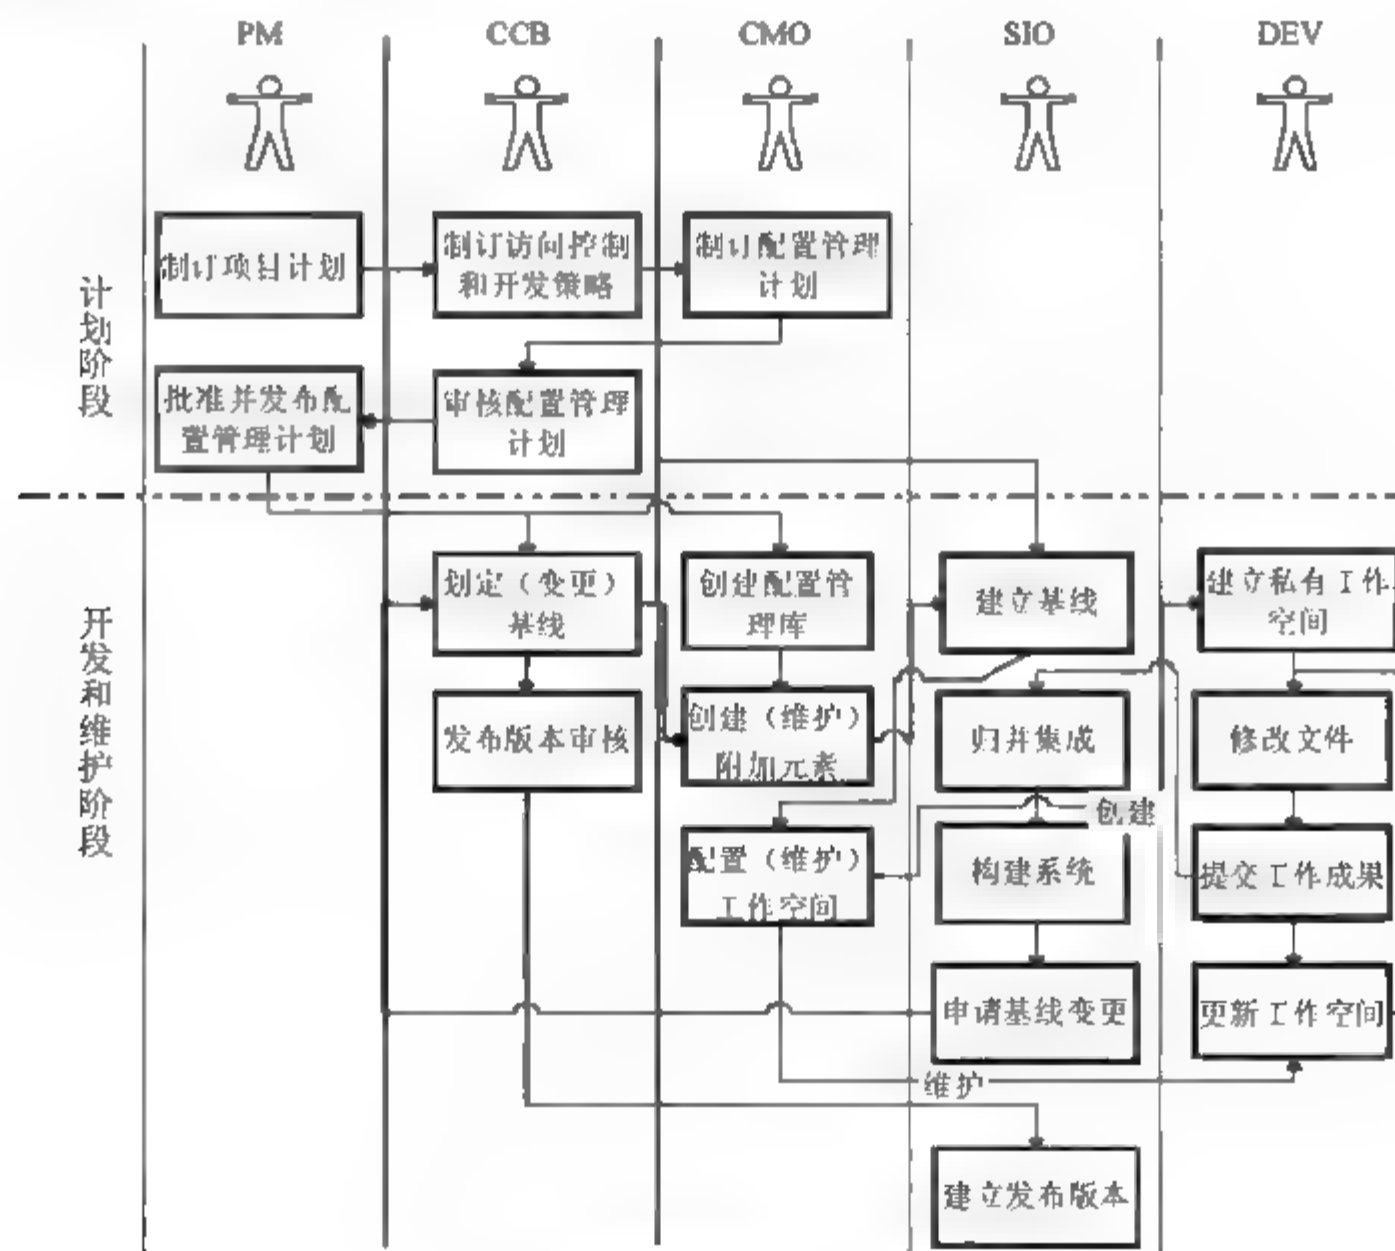 PM
CCB
CMO
SIO
DEV
计划阶段
制订项目计划
制订访问控制
和开发策略
制订配置管理
计划
批准并发布配
置管理计划
审核配置管理
计划
开发和维护阶段
划定（变更）
基线
创建配置管
理库
建立基线
建立私有工作
空间
发布版本审核
创建（维护）
附加元素
归并集成
修改文件
创建
配置（维护）
工作空间
构建系统
提交工作成果
申请基线变更
更新工作空间
维护
建立发布版本